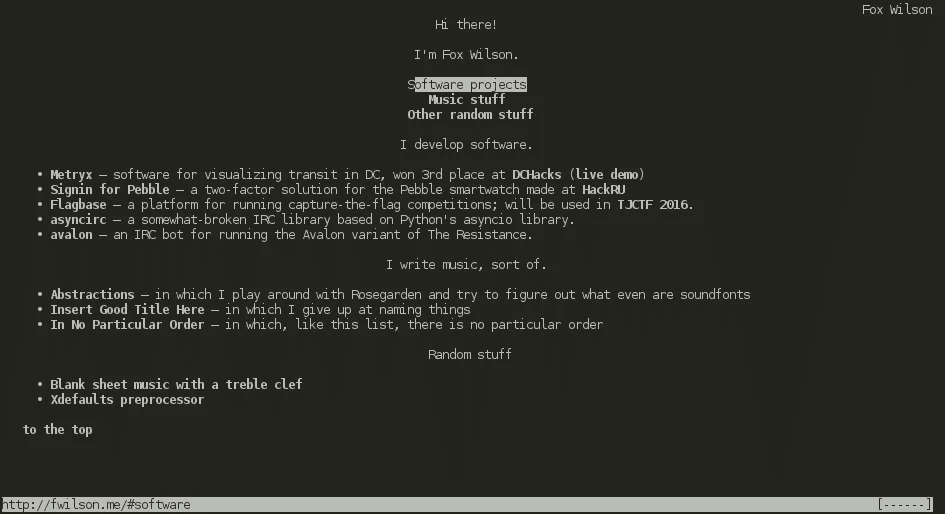 Fox Wilson
Hi there!
I'm Fox Wilson.
Software projects
Music stuff
Other random stuff
I develop software.
• Metryx — software for visualizing transit in DC, won 3rd place at DCHacks (live demo)
• Signin for Pebble — a two-factor solution for the Pebble smartwatch made at HackRU
• Flagbase — a platform for running capture-the-flag competitions; will be used in TJCTF 2016.
• asyncirc — a somewhat-broken IRC library based on Python's asyncio library.
• avalon — an IRC bot for running the Avalon variant of The Resistance.
I write music, sort of.
• Abstractions — in which I play around with Rosegarden and try to figure out what even are soundfonts
• Insert Good Title Here — in which I give up at naming things
• In No Particular Order — in which, like this list, there is no particular order
Random stuff
• Blank sheet music with a treble clef
• Xdefaults preprocessor
to the top
http://fwilson.me/#software [------]